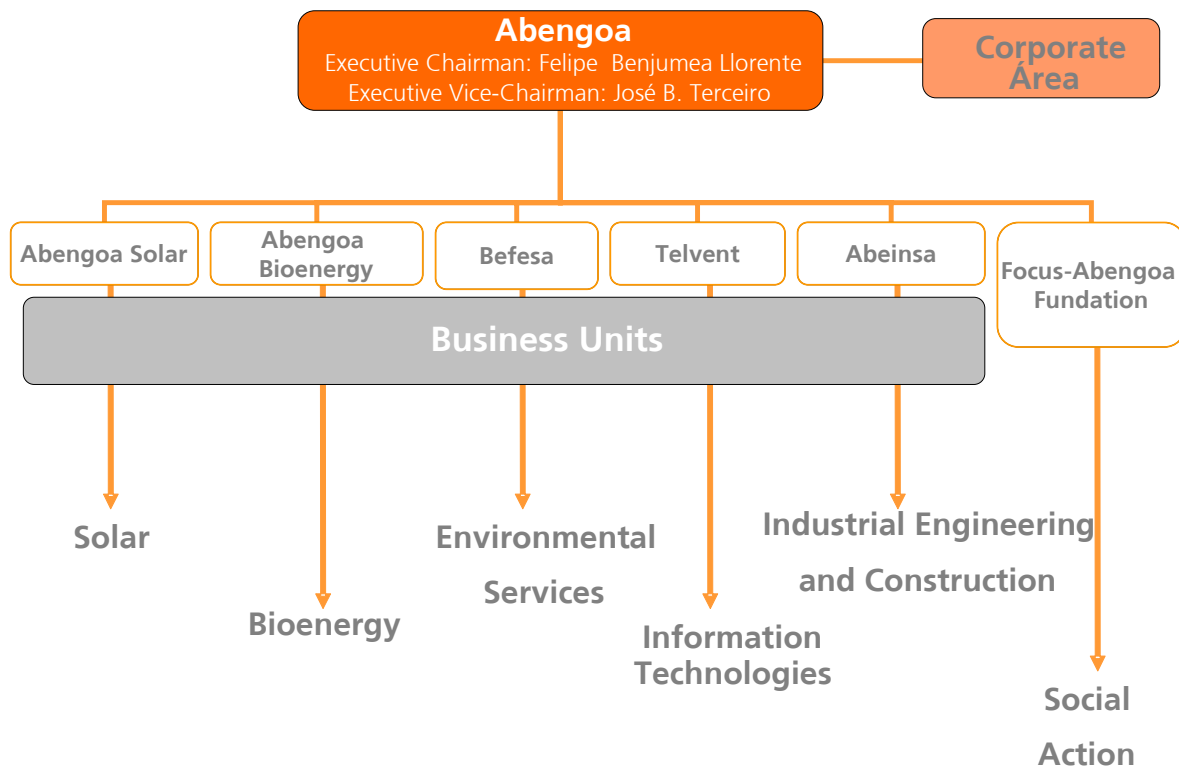 Abengoa
Executive Chairman: Felipe Benjumea Llorente
Executive Vice-Chairman: José B. Terceiro
Corporate
Área
Abengoa Solar
Abengoa
Bioenergy
Befesa
Telvent
Abeinsa
Focus-Abengoa
Fundation
Business Units
Solar
Bioenergy
Environmental
Services
Information
Technologies
Industrial Engineering
and Construction
Social
Action